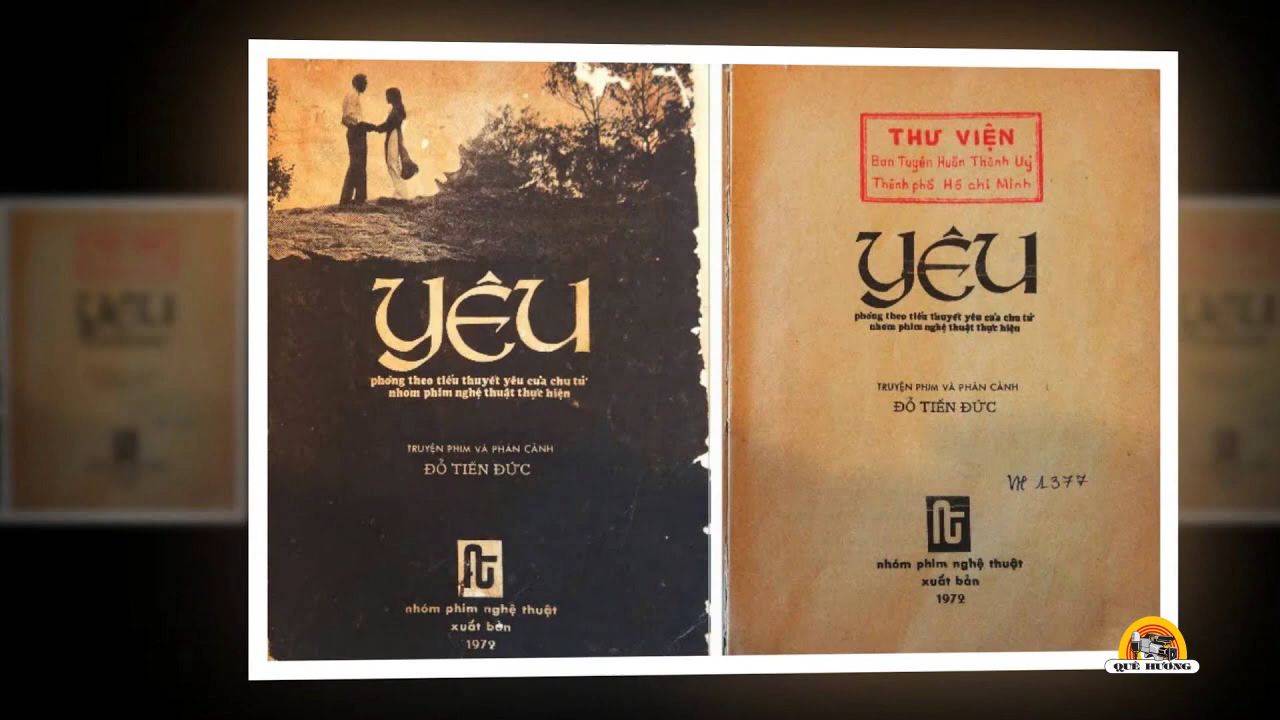 YÊU
phỏng theo tiểu thuyết yêu của chu tử
nhóm phim nghệ thuật thực hiện
TRUYỆN PHIM VÀ PHÂN CẢNH
ĐỖ TIẾN ĐỨC
nhóm phim nghệ thuật
xuất bản
1972
THƯ VIỆN
Ban Tuyên Huấn Thành Uỷ
Thành phố Hồ chí Minh
YÊU
phỏng theo tiểu thuyết yêu của chu tử
nhóm phim nghệ thuật thực hiện
TRUYỆN PHIM VÀ PHÂN CẢNH
ĐỖ TIẾN ĐỨC
1377
nhóm phim nghệ thuật
xuất bản
1972
QUÊ HƯƠNG